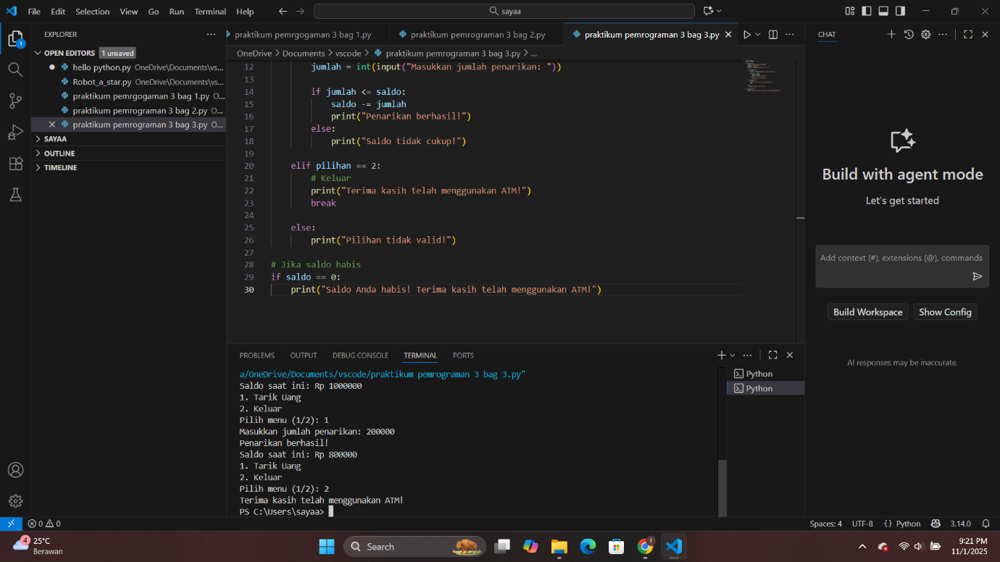 File Edit Selection View Go Run Terminal Help
sayaa
EXPLORER
OPEN EDITORS 1 unsaved
hello python.py OneDrive\Documents\vs...
Robot_a_star.py OneDrive\Documents\vs...
praktikum pemrgogaman 3 bag 1.py O...
praktikum pemrograman 3 bag 2.py O...
praktikum pemrograman 3 bag 3.py O...
SAYAA
OUTLINE
TIMELINE
1
praktikum pemrgogaman 3 bag 1.py praktikum pemrograman 3 bag 2.py praktikum pemrograman 3 bag 3.py
OneDrive > Documents > vscode > praktikum pemrograman 3 bag 3.py > ...
12 jumlah = int(input("Masukkan jumlah penarikan: "))
13
14 if jumlah <= saldo:
15 saldo -= jumlah
16 print("Penarikan berhasil!")
17 else:
18 print("Saldo tidak cukup!")
19
20 elif pilihan == 2:
21 # Keluar
22 print("Terima kasih telah menggunakan ATM!")
23 break
24
25 else:
26 print("Pilihan tidak valid!")
27
28 # Jika saldo habis
29 if saldo == 0:
30 print("Saldo Anda habis! Terima kasih telah menggunakan ATM!")
PROBLEMS OUTPUT DEBUG CONSOLE TERMINAL PORTS
a/OneDrive/Documents/vscode/praktikum pemrograman 3 bag 3.py"
Saldo saat ini: Rp 1000000
1. Tarik Uang
2. Keluar
Pilih menu (1/2): 1
Masukkan jumlah penarikan: 200000
Penarikan berhasil!
Saldo saat ini: Rp 800000
1. Tarik Uang
2. Keluar
Pilih menu (1/2): 2
Terima kasih telah menggunakan ATM!
PS C:\Users\sayaa>
Python
Python
CHAT
Build with agent mode
Let's get started
Add context (#), extensions (@), commands
Build Workspace Show Config
AI responses may be inaccurate.
0 0
Spaces: 4 UTF-8 {} Python 3.14.0
4
25°C
Berawan
Search
9:21 PM
11/1/2025